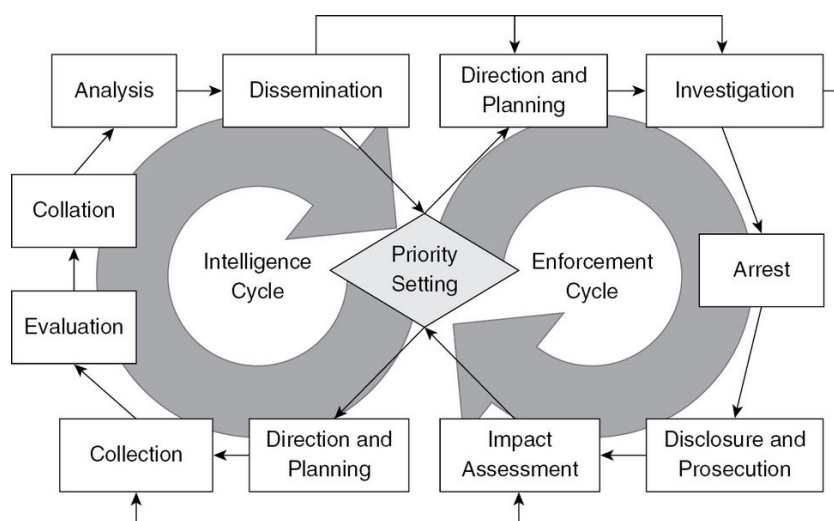 Analysis
Dissemination
Direction and
Planning
Investigation
Collation
Intelligence
Cycle
Priority
Setting
Enforcement
Cycle
Arrest
Evaluation
Collection
Direction and
Planning
Impact
Assessment
Disclosure and
Prosecution